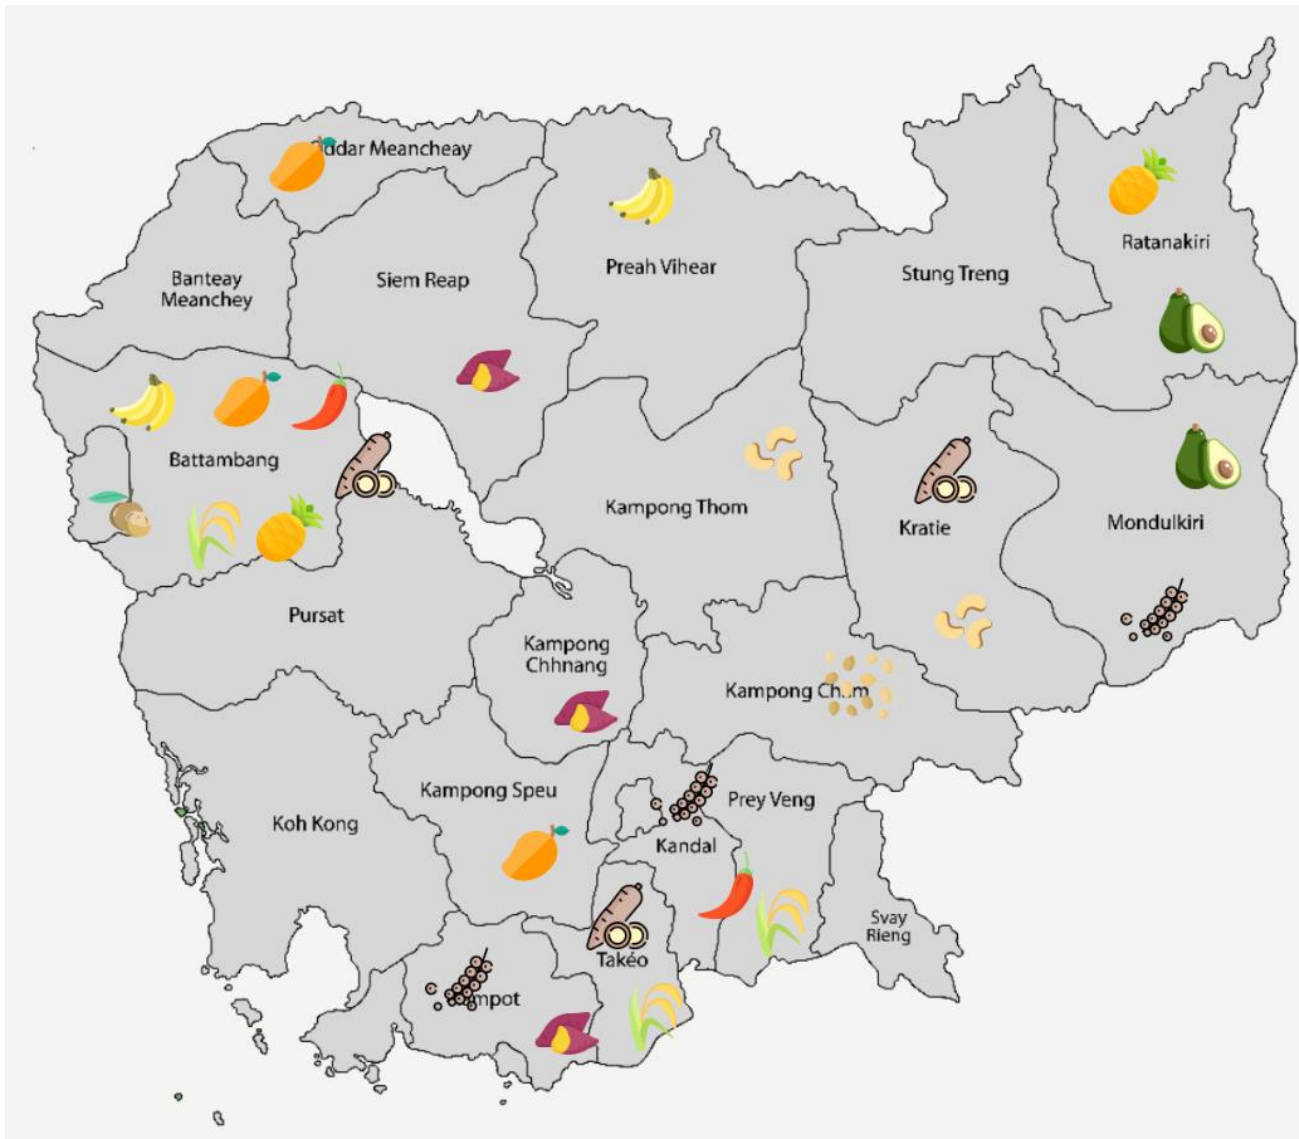 ddar Meancheay
Ratanakiri
Preah Vihear
Stung Treng
Banteay
Meanchey
Siem Reap
Battambang
Kampong Thom
Kratie
Mondulkiri
Pursat
Kampong
Chhnang
Kampong Ch m
Kampong Speu
Prey Veng
Koh Kong
Kandal
Svay
Rieng
Takéo
mpot